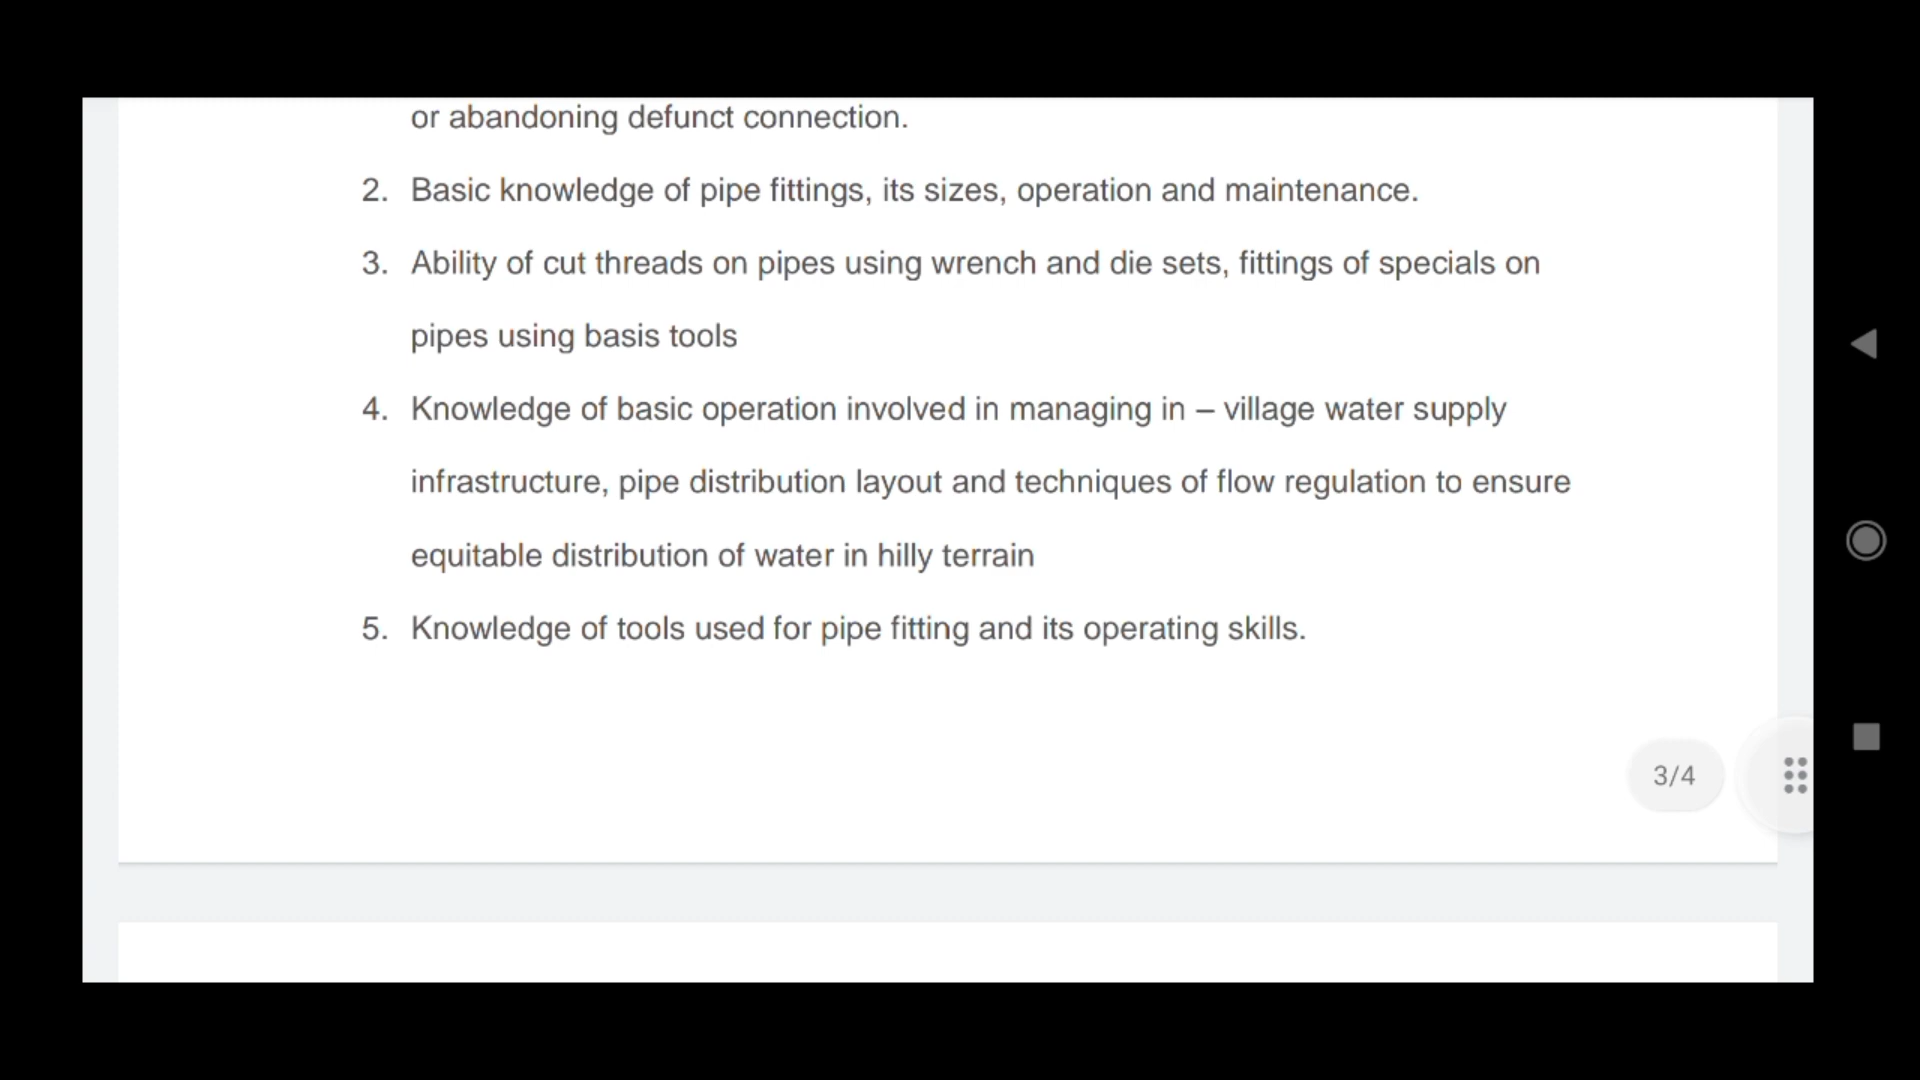 or abandoning defunct connection.
2. Basic knowledge of pipe fittings, its sizes, operation and maintenance.
3. Ability of cut threads on pipes using wrench and die sets, fittings of specials on
pipes using basis tools
4. Knowledge of basic operation involved in managing in – village water supply
infrastructure, pipe distribution layout and techniques of flow regulation to ensure
equitable distribution of water in hilly terrain
5. Knowledge of tools used for pipe fitting and its operating skills.
3/4